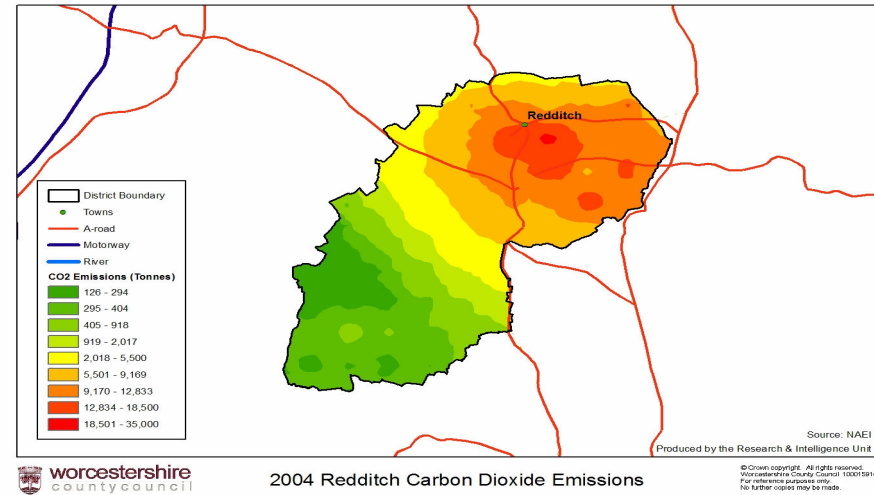 Redditch
District Boundary
Towns
A-road
Motorway
River
CO2 Emissions (Tonnes)
126 - 294
295 - 404
405 - 918
919 - 2,017
2,018 - 5,500
5,501 - 9,169
9,170 - 12,833
12,834 - 18,500
18,501 - 35,000
Source: NAEI
Produced by the Research & Intelligence Unit
worcestershire
countycouncil
2004 Redditch Carbon Dioxide Emissions
© Crown copyright. All rights reserved.
Worcestershire County Council 100015914
For reference purposes only.
No further copies may be made.